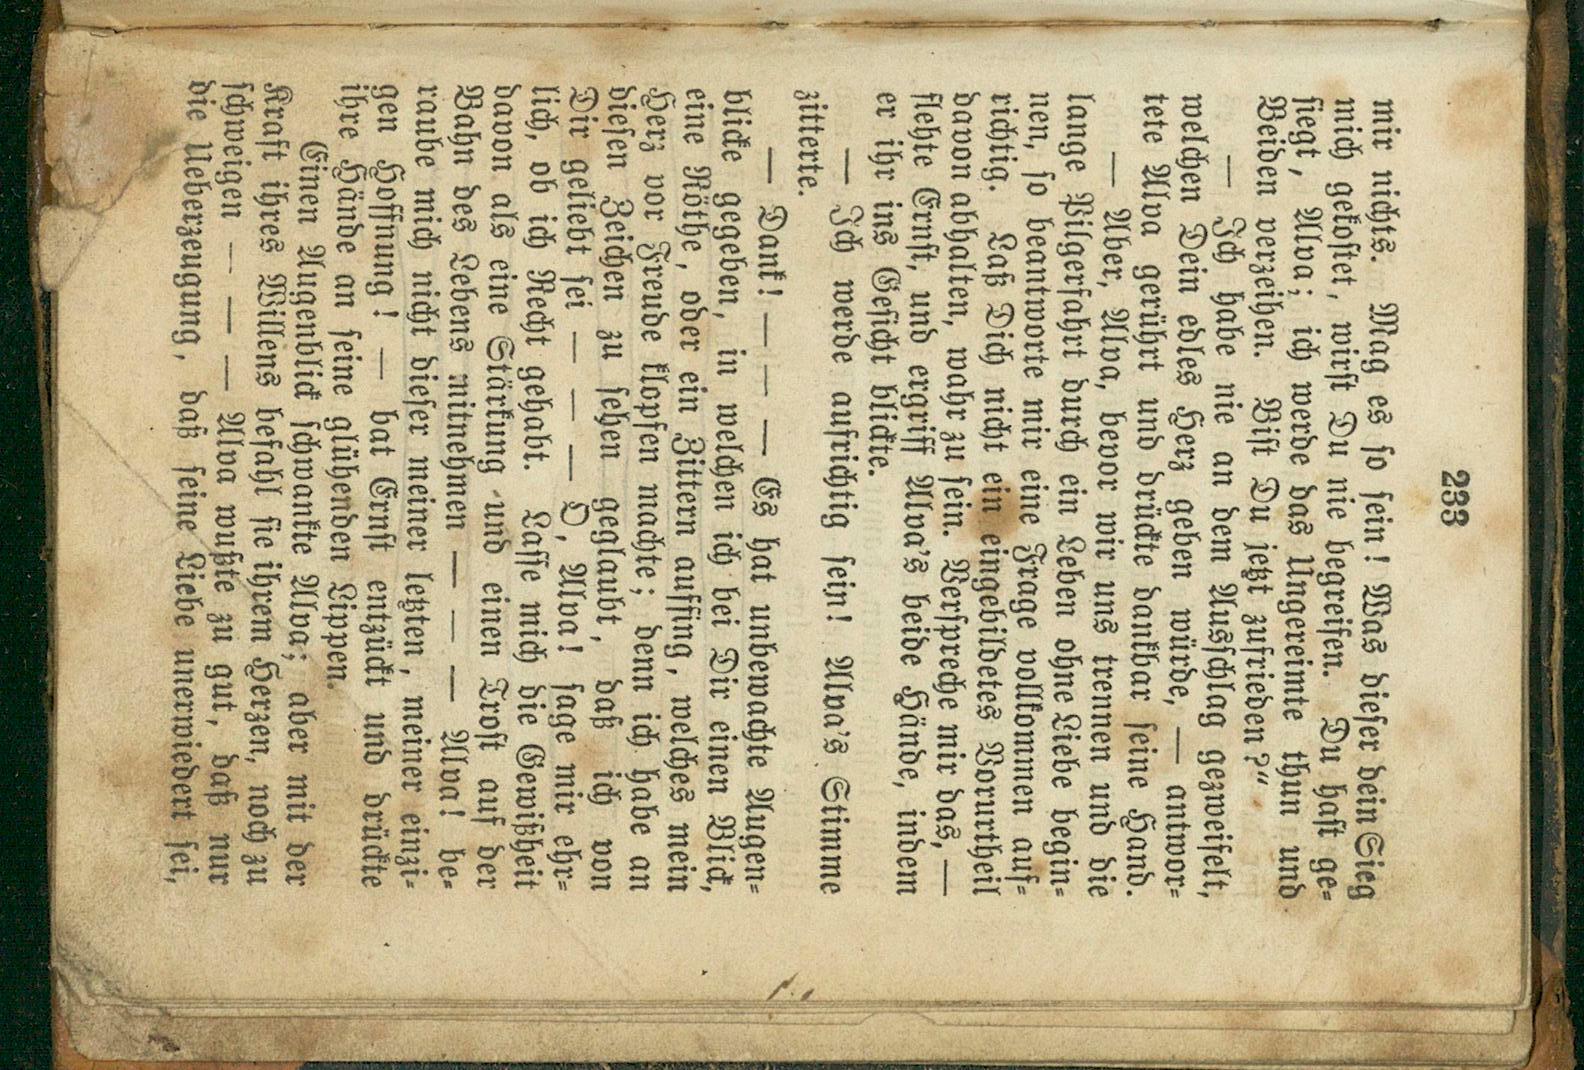 233
mir nichts. Mag es so sein! Was dieser dein Sieg
mich gekostet, wirst Du nie begreifen. Du hast ge-
siegt, Alva; ich werde das Ungereimte thun und
Beiden verzeihen. Bist Du jetzt zufrieden?“
— Ich habe nie an dem Ausschlag gezweifelt,
welchen Dein edles Herz geben würde, — antwor-
tete Alva gerührt und drückte dankbar seine Hand.
— Aber, Alva, bevor wir uns trennen und die
lange Pilgerfahrt durch ein Leben ohne Liebe begin-
nen, so beantworte mir eine Frage vollkommen auf-
richtig. Laß Dich nicht ein eingebildetes Vorurtheil
davon abhalten, wahr zu sein. Verspreche mir das, —
flehte Ernst, und ergriff Alva's beide Hände, indem
er ihr ins Gesicht blickte.
— Ich werde aufrichtig sein! Alva's Stimme
zitterte.
— Dank! — — — Es hat unbewachte Augen-
blicke gegeben, in welchen ich bei Dir einen Blick,
eine Röthe, oder ein Zittern auffing, welches mein
Herz vor Freude klopfen machte; denn ich habe an
diesen Zeichen zu sehen geglaubt, daß ich von
Dir geliebt sei — — — O, Alva! sage mir ehr-
lich, ob ich Recht gehabt. Lasse mich die Gewißheit
davon als eine Stärkung und einen Trost auf der
Bahn des Lebens mitnehmen — — — Alva! be-
raube mich nicht dieser meiner letzten, meiner einzi-
gen Hoffnung! — bat Ernst entzückt und drückte
ihre Hände an seine glühenden Lippen.
Einen Augenblick schwankte Alva; aber mit der
Kraft ihres Willens befahl sie ihrem Herzen, noch zu
schweigen — — — Alva wußte zu gut, daß nur
die Ueberzeugung, daß seine Liebe unerwiedert sei,